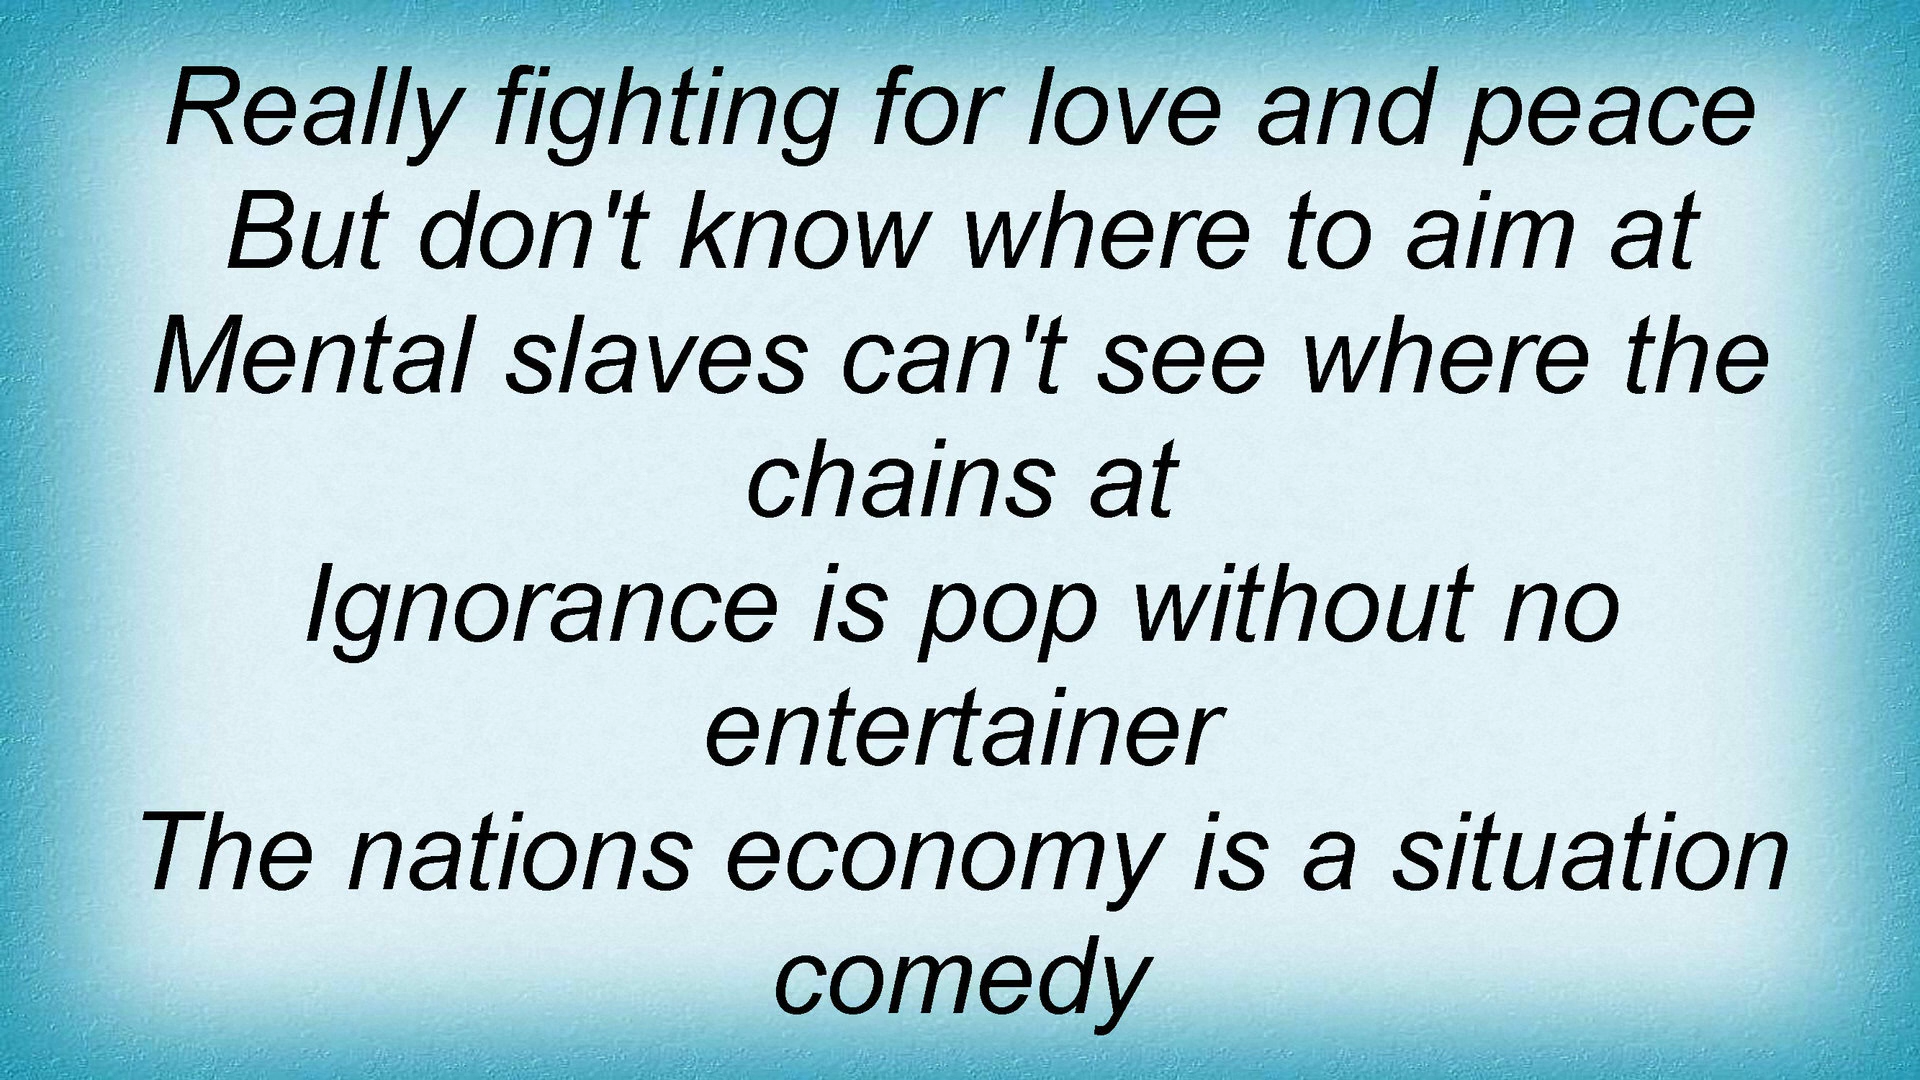 Really fighting for love and peace
But don't know where to aim at
Mental slaves can't see where the
chains at
Ignorance is pop without no
entertainer
The nations economy is a situation
comedy